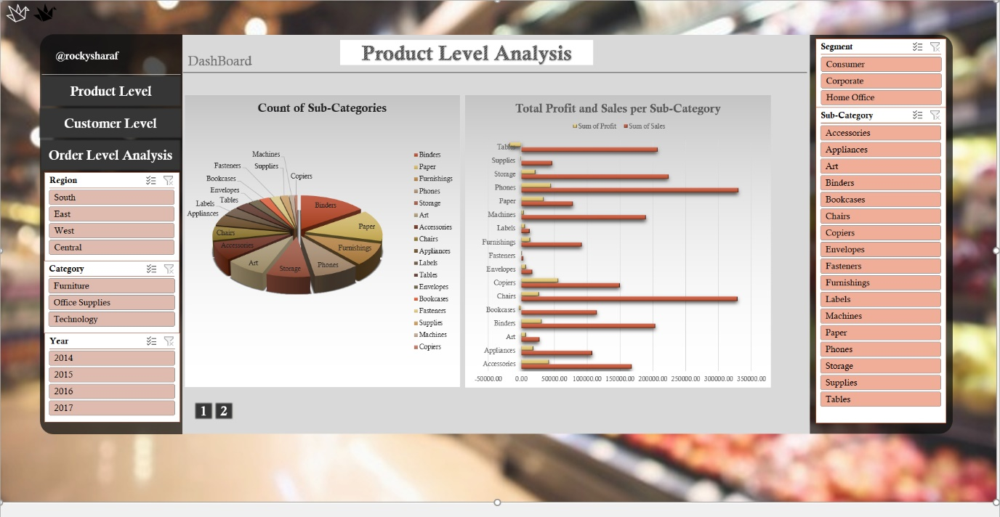 @rockysharaf
Product Level
Customer Level
Order Level Analysis
Region
South
East
West
Central
Category
Furniture
Office Supplies
Technology
Year
2014
2015
2016
2017
DashBoard
Product Level Analysis
Count of Sub-Categories
Machines
Fasteners
Supplies
Copiers
Bookcases
Envelopes
Tables
Labels
Appliances
Binders
Paper
Chairs
Accessories
Furnishings
Art
Storage
Phones
Binders
Paper
Furnishings
Phones
Storage
Art
Accessories
Chairs
Appliances
Labels
Tables
Envelopes
Bookcases
Fasteners
Supplies
Machines
Copiers
1 2
Total Profit and Sales per Sub-Category
Sum of Profit Sum of Sales
Tables
Supplies
Storage
Phones
Paper
Machines
Labels
Furnishings
Fasteners
Envelopes
Copiers
Chairs
Bookcases
Binders
Art
Appliances
Accessories
-50000.00 0.00 50000.00 100000.00 150000.00 200000.00 250000.00 300000.00 350000.00
Segment
Consumer
Corporate
Home Office
Sub-Category
Accessories
Appliances
Art
Binders
Bookcases
Chairs
Copiers
Envelopes
Fasteners
Furnishings
Labels
Machines
Paper
Phones
Storage
Supplies
Tables